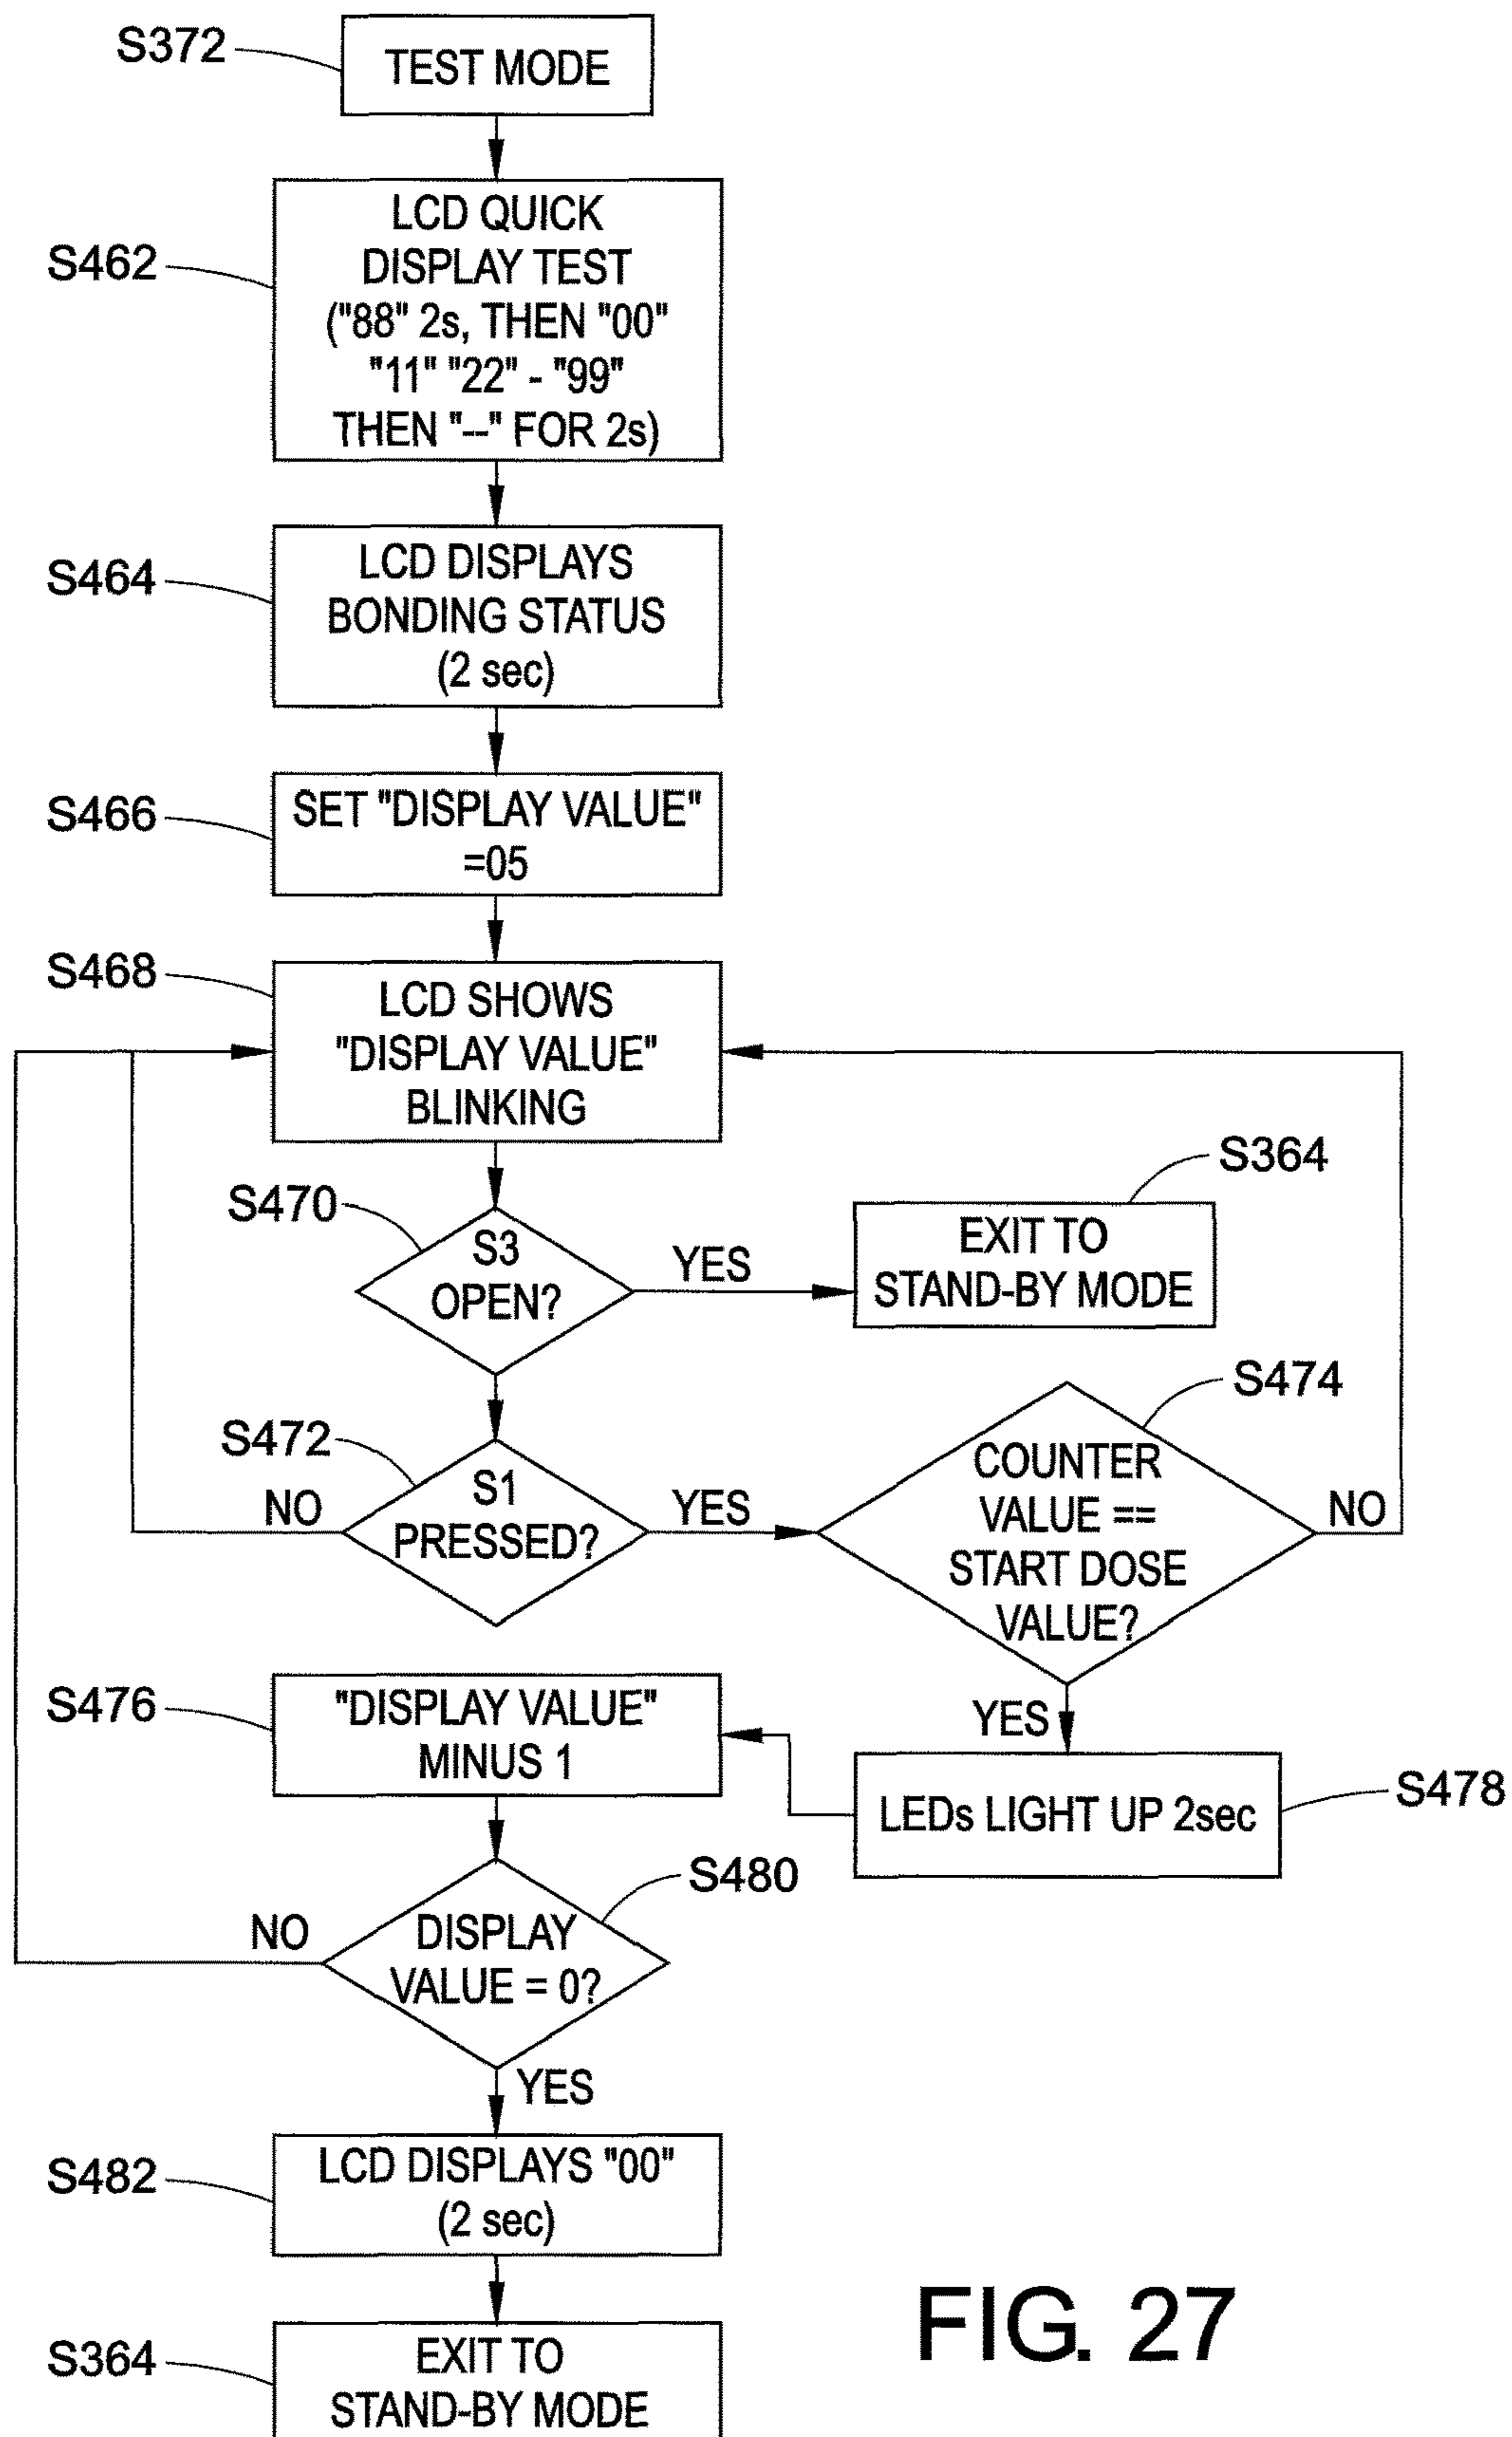 S372
TEST MODE
S462
LCD QUICK
DISPLAY TEST
("88" 2s, THEN "00"
"11" "22" - "99"
THEN "--" FOR 2s)
S464
LCD DISPLAYS
BONDING STATUS
(2 sec)
S466
SET "DISPLAY VALUE"
=05
S468
LCD SHOWS
"DISPLAY VALUE"
BLINKING
S470
S3
OPEN?
YES
S364
EXIT TO
STAND-BY MODE
S472
S1
PRESSED?
NO
YES
S474
COUNTER
VALUE ==
START DOSE
VALUE?
NO
YES
S476
"DISPLAY VALUE"
MINUS 1
LEDs LIGHT UP 2sec
S478
S480
DISPLAY
VALUE = 0?
NO
YES
S482
LCD DISPLAYS "00"
(2 sec)
S364
EXIT TO
STAND-BY MODE
FIG. 27